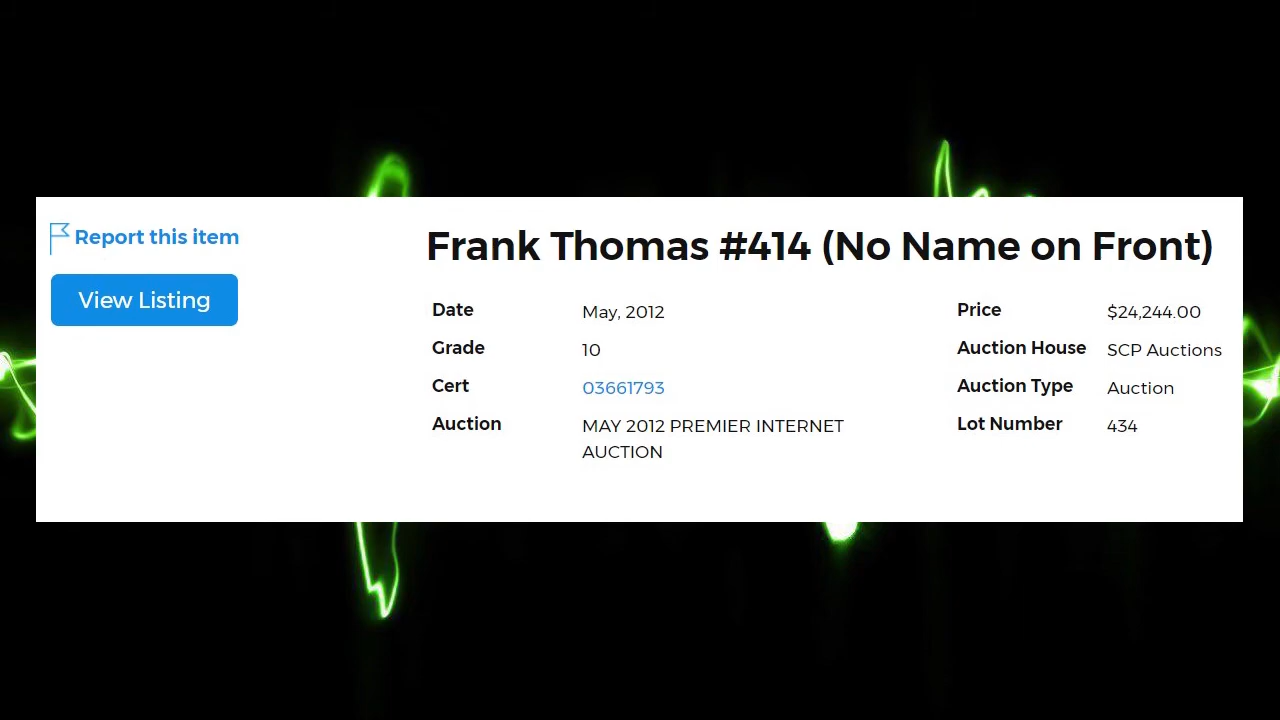 Report this item
View Listing
Frank Thomas #414 (No Name on Front)
Date May, 2012
Grade 10
Cert 03661793
Auction MAY 2012 PREMIER INTERNET
AUCTION
Price $24,244.00
Auction House SCP Auctions
Auction Type Auction
Lot Number 434